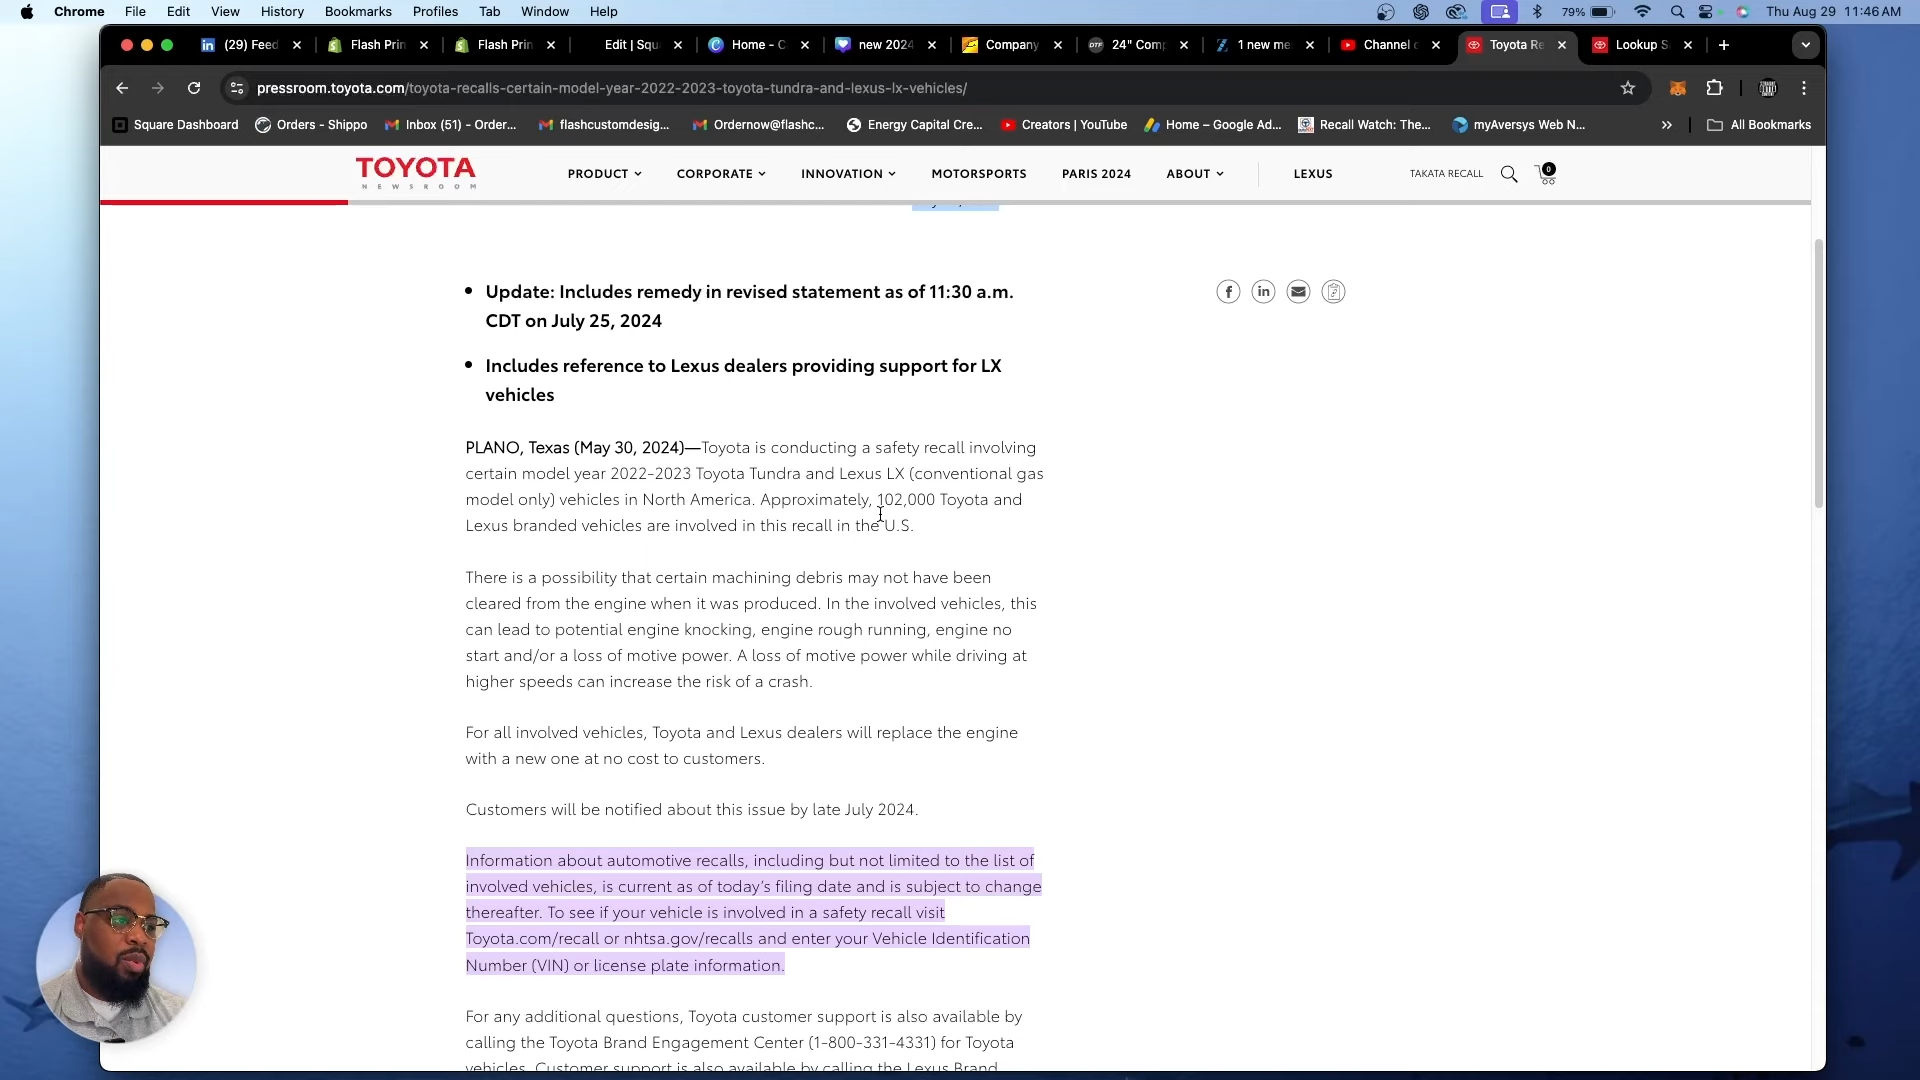 Chrome File Edit View History Bookmarks Profiles Tab Window Help 79% Thu Aug 29 11:46 AM
(29) Feed Flash Prin Flash Prin Edit | Squ Home - C new 2024 Company 24" Comp 1 new me Channel Toyota Re Lookup S
pressroom.toyota.com/toyota-recalls-certain-model-year-2022-2023-toyota-tundra-and-lexus-lx-vehicles/
Square Dashboard Orders - Shippo Inbox (51) - Order... flashcustomdesig... Ordernow@flashc... Energy Capital Cre... Creators | YouTube Home – Google Ad... Recall Watch: The... myAversys Web N... » All Bookmarks
TOYOTA
NEWSROOM
PRODUCT CORPORATE INNOVATION MOTORSPORTS PARIS 2024 ABOUT LEXUS TAKATA RECALL 0
• Update: Includes remedy in revised statement as of 11:30 a.m.
CDT on July 25, 2024
• Includes reference to Lexus dealers providing support for LX
vehicles
PLANO, Texas (May 30, 2024)—Toyota is conducting a safety recall involving
certain model year 2022-2023 Toyota Tundra and Lexus LX (conventional gas
model only) vehicles in North America. Approximately, 102,000 Toyota and
Lexus branded vehicles are involved in this recall in the U.S.
There is a possibility that certain machining debris may not have been
cleared from the engine when it was produced. In the involved vehicles, this
can lead to potential engine knocking, engine rough running, engine no
start and/or a loss of motive power. A loss of motive power while driving at
higher speeds can increase the risk of a crash.
For all involved vehicles, Toyota and Lexus dealers will replace the engine
with a new one at no cost to customers.
Customers will be notified about this issue by late July 2024.
Information about automotive recalls, including but not limited to the list of
involved vehicles, is current as of today's filing date and is subject to change
thereafter. To see if your vehicle is involved in a safety recall visit
Toyota.com/recall or nhtsa.gov/recalls and enter your Vehicle Identification
Number (VIN) or license plate information.
For any additional questions, Toyota customer support is also available by
calling the Toyota Brand Engagement Center (1-800-331-4331) for Toyota
vehicles. Customer support is also available by calling the Lexus Brand